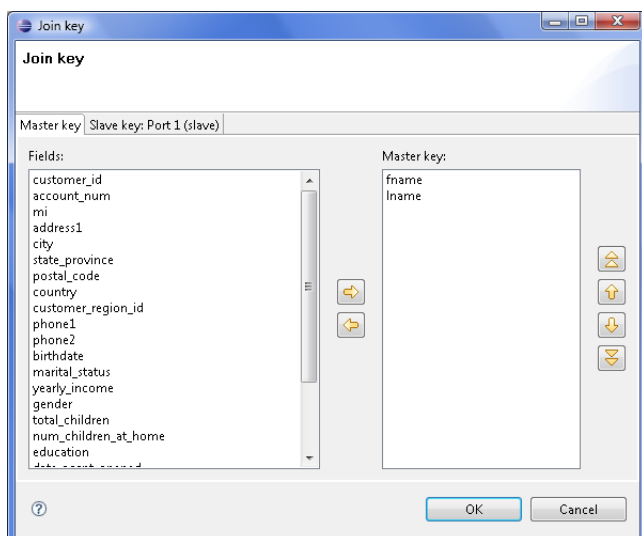 Join key
Join key
Master key Slave key: Port 1 (slave)
Fields:
customer_id
account_num
mi
address1
city
state_province
postal_code
country
customer_region_id
phone1
phone2
birthdate
marital_status
yearly_income
gender
total_children
num_children_at_home
education
Master key:
fname
lname
OK Cancel